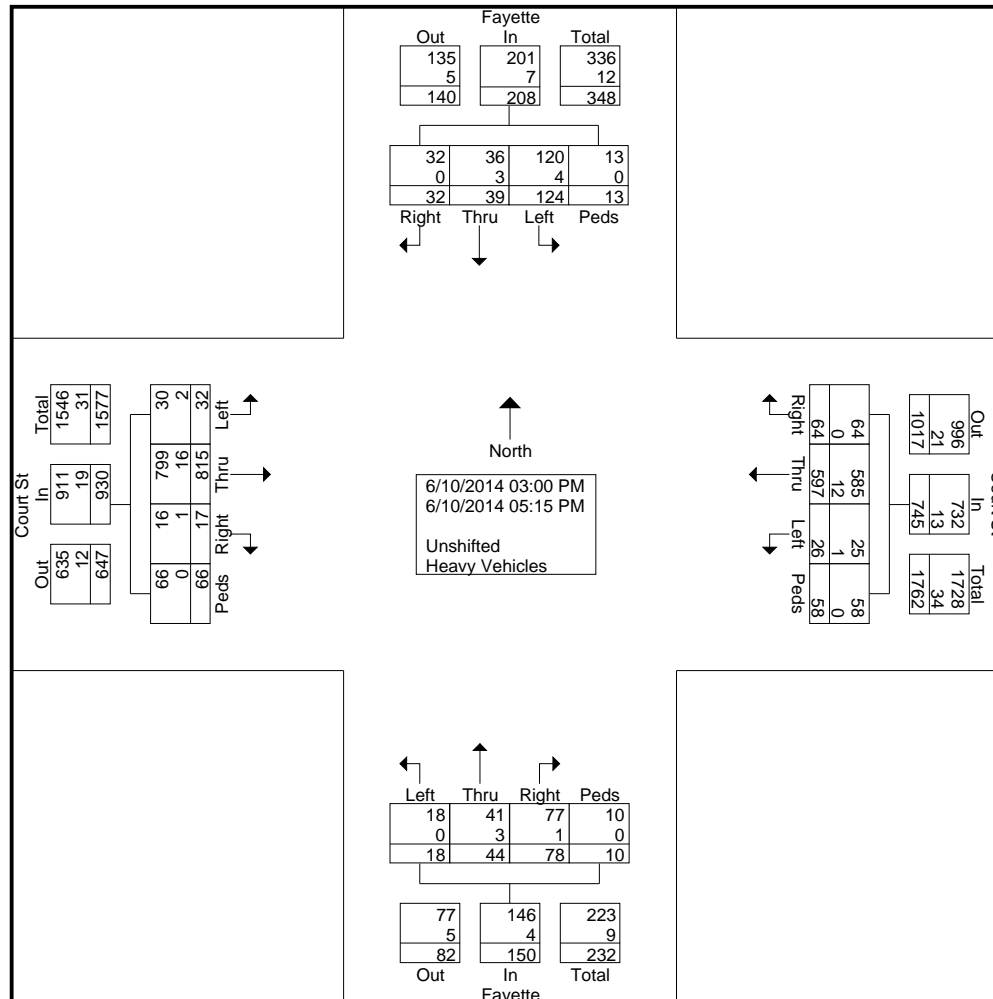 Fayette
Out In Total
135 201 336
5 7 12
140 208 348
32 36 120 13
0 3 4 0
32 39 124 13
Right Thru Left Peds
Court St
Total In Out
1546 911 635
31 19 12
1577 930 647
30 799 16 66
2 16 1 0
32 815 17 66
Left Thru Right Peds
North
6/10/2014 03:00 PM
6/10/2014 05:15 PM
Unshifted
Heavy Vehicles
Right Thru Left Peds
64 597 26 58
0 12 1 0
64 585 25 58
Out In Total
996 732 1728
21 13 34
1017 745 1762
Left Thru Right Peds
18 41 77 10
0 3 1 0
18 44 78 10
77 146 223
5 4 9
82 150 232
Out In Total
Fayette